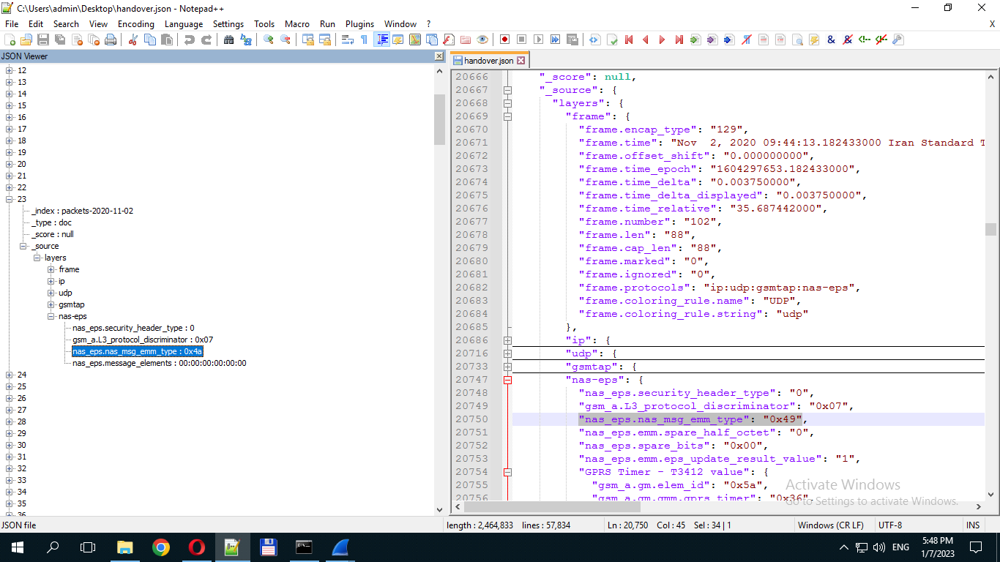 C:\Users\admin\Desktop\handover.json - Notepad++
File Edit Search View Encoding Language Settings Tools Macro Run Plugins Window ? X
JSON Viewer
handover.json
12
13
14
15
16
17
18
19
20
21
22
23
_index : packets-2020-11-02
_type : doc
_score : null
_source
layers
frame
ip
udp
gsmtap
nas-eps
nas_eps.security_header_type : 0
gsm_a.L3_protocol_discriminator : 0x07
nas_eps.nas_msg_emm_type : 0x4a
nas_eps.message_elements : 00:00:00:00:00:00
24
25
26
27
28
29
30
31
32
33
34
35
36
20666 "_score": null,
20667 "_source": {
20668 "layers": {
20669 "frame": {
20670 "frame.encap_type": "129",
20671 "frame.time": "Nov  2, 2020 09:44:13.182433000 Iran Standard T
20672 "frame.offset_shift": "0.000000000",
20673 "frame.time_epoch": "1604297653.182433000",
20674 "frame.time_delta": "0.003750000",
20675 "frame.time_delta_displayed": "0.003750000",
20676 "frame.time_relative": "35.687442000",
20677 "frame.number": "102",
20678 "frame.len": "88",
20679 "frame.cap_len": "88",
20680 "frame.marked": "0",
20681 "frame.ignored": "0",
20682 "frame.protocols": "ip:udp:gsmtap:nas-eps",
20683 "frame.coloring_rule.name": "UDP",
20684 "frame.coloring_rule.string": "udp"
20685 },
20686 "ip": {
20716 "udp": {
20733 "gsmtap": {
20747 "nas-eps": {
20748 "nas_eps.security_header_type": "0",
20749 "gsm_a.L3_protocol_discriminator": "0x07",
20750 "nas_eps.nas_msg_emm_type": "0x49",
20751 "nas_eps.emm.spare_half_octet": "0",
20752 "nas_eps.spare_bits": "0x00",
20753 "nas_eps.emm.eps_update_result_value": "1",
20754 "GPRS Timer - T3412 value": {
20755 "gsm_a.gm.elem_id": "0x5a",
20756 "gsm_a.gm.gmm.gprs_timer": "0x36",
Activate Windows
Go to Settings to activate Windows.
JSON file
length : 2,464,833 lines : 57,834
Ln : 20,750 Col : 45 Sel : 34 | 1
Windows (CR LF)
UTF-8
INS
ENG
5:48 PM
1/7/2023